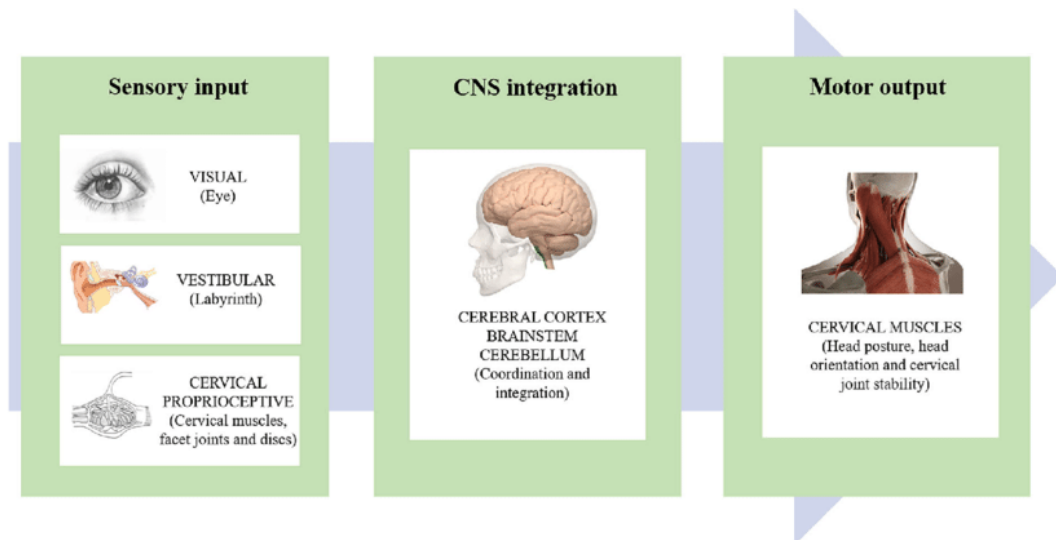 Sensory input
VISUAL
(Eye)
VESTIBULAR
(Labyrinth)
CERVICAL
PROPRIOCEPTIVE
(Cervical muscles,
facet joints and discs)
CNS integration
CEREBRAL CORTEX
BRAINSTEM
CEREBELLUM
(Coordination and
integration)
Motor output
CERVICAL MUSCLES
(Head posture, head
orientation and cervical
joint stability)